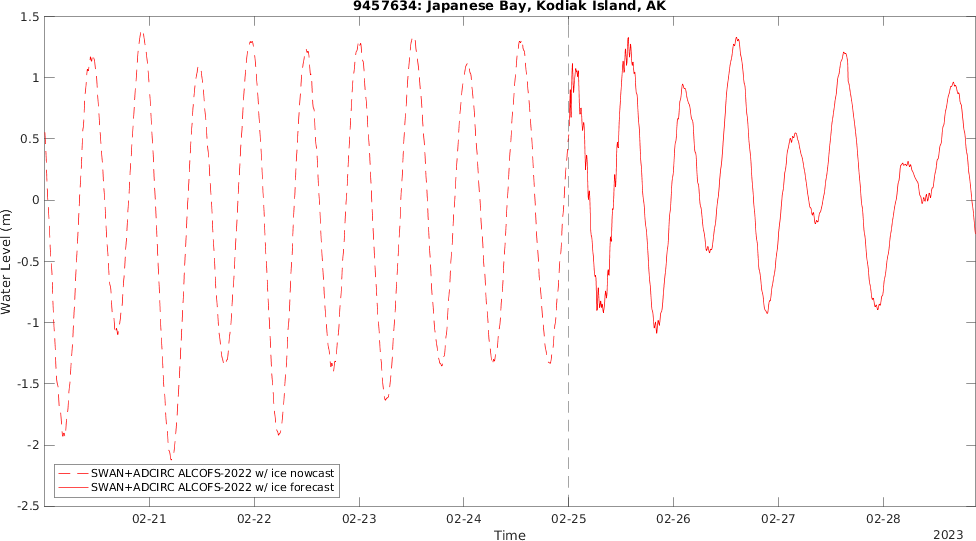 9457634: Japanese Bay, Kodiak Island, AK
1.5
1
0.5
0
-0.5
-1
-1.5
-2
-2.5
Water Level (m)
SWAN+ADCIRC ALCOFS-2022 w/ ice nowcast
SWAN+ADCIRC ALCOFS-2022 w/ ice forecast
02-21 02-22 02-23 02-24 02-25 02-26 02-27 02-28
Time
2023